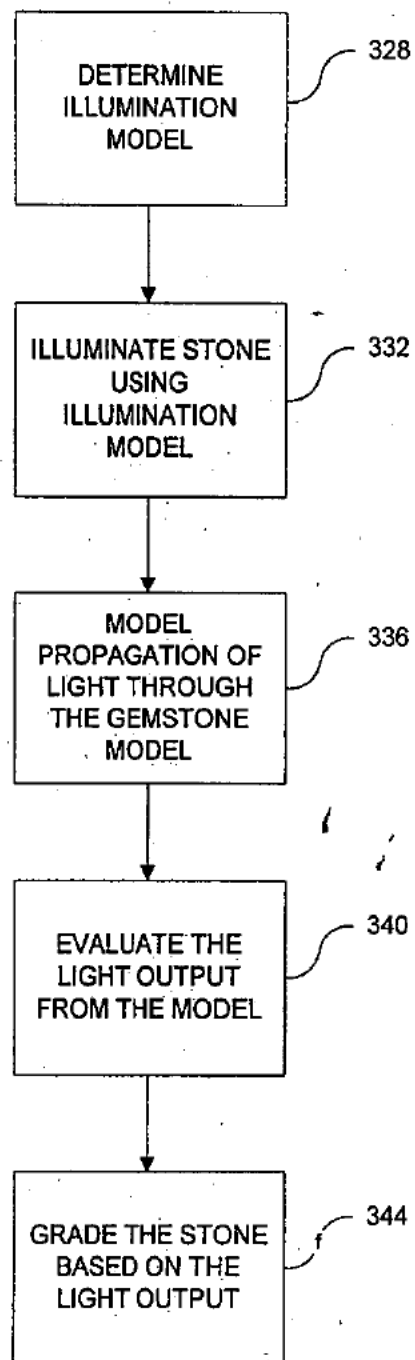 DETERMINE
ILLUMINATION
MODEL
328
ILLUMINATE STONE
USING
ILLUMINATION
MODEL
332
MODEL
PROPAGATION OF
LIGHT THROUGH
THE GEMSTONE
MODEL
336
EVALUATE THE
LIGHT OUTPUT
FROM THE MODEL
340
GRADE THE STONE
BASED ON THE
LIGHT OUTPUT
344